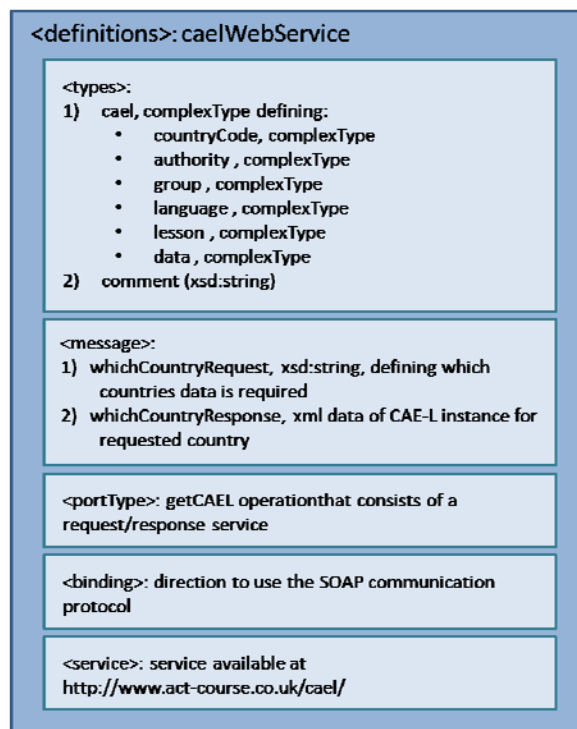 <definitions>: caelWebService
<types>:
1) cael, complexType defining:
• countryCode, complexType
• authority , complexType
• group , complexType
• language , complexType
• lesson , complexType
• data , complexType
2) comment (xsd:string)
<message>:
1) whichCountryRequest, xsd:string, defining which
countries data is required
2) whichCountryResponse, xml data of CAE-L instance for
requested country
<portType>: getCAEL operationthat consists of a
request/response service
<binding>: direction to use the SOAP communication
protocol
<service>: service available at
http://www.act-course.co.uk/cael/